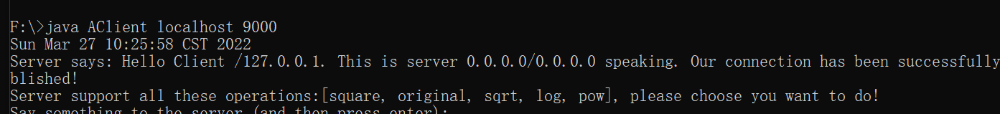 F:\>java AClient localhost 9000
Sun Mar 27 10:25:58 CST 2022
Server says: Hello Client /127.0.0.1. This is server 0.0.0.0/0.0.0.0 speaking. Our connection has been successfully
blished!
Server support all these operations:[square, original, sqrt, log, pow], please choose you want to do!
Say something to the server (and then press enter):